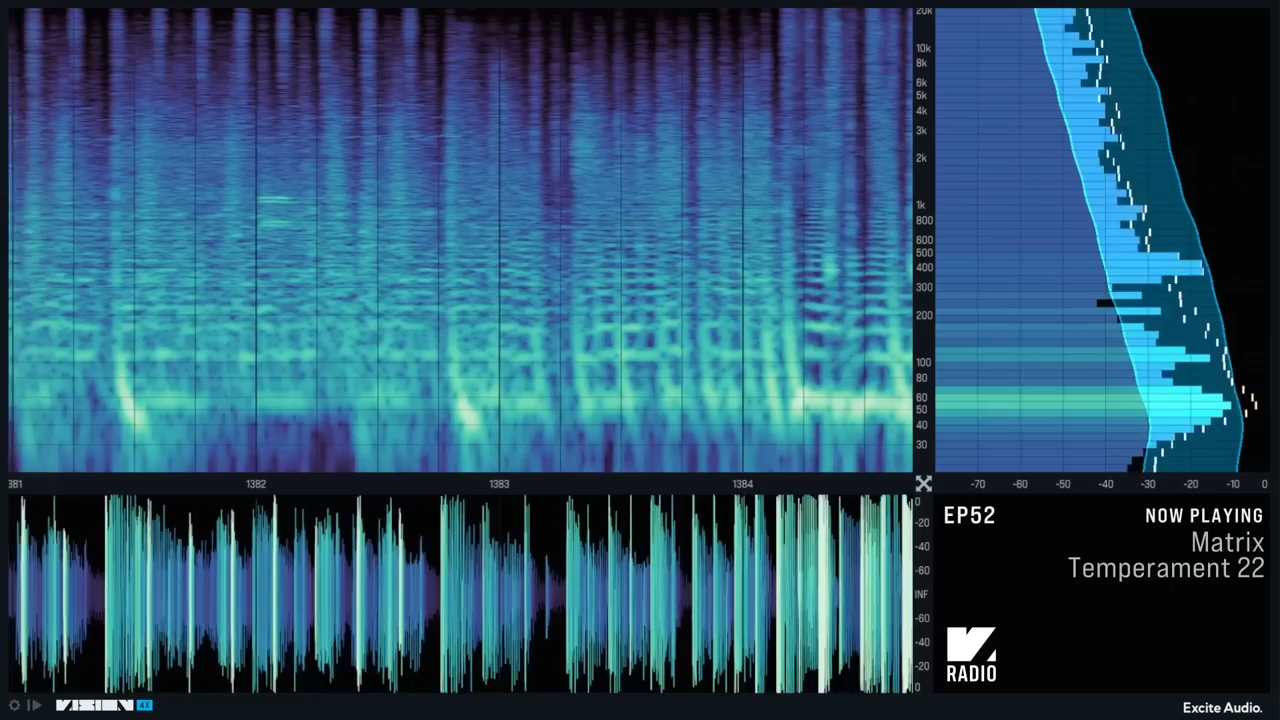 20k
10k
8k
6k
5k
4k
3k
2k
1k
800
600
500
400
300
200
100
80
60
50
40
30
381 1382 1383 1384
-70 -60 -50 -40 -30 -20 -10 0
0
-20
-40
-60
INF
-60
-40
-20
0
EP52
NOW PLAYING
Matrix
Temperament 22
RADIO
VISION 4X
Excite Audio.